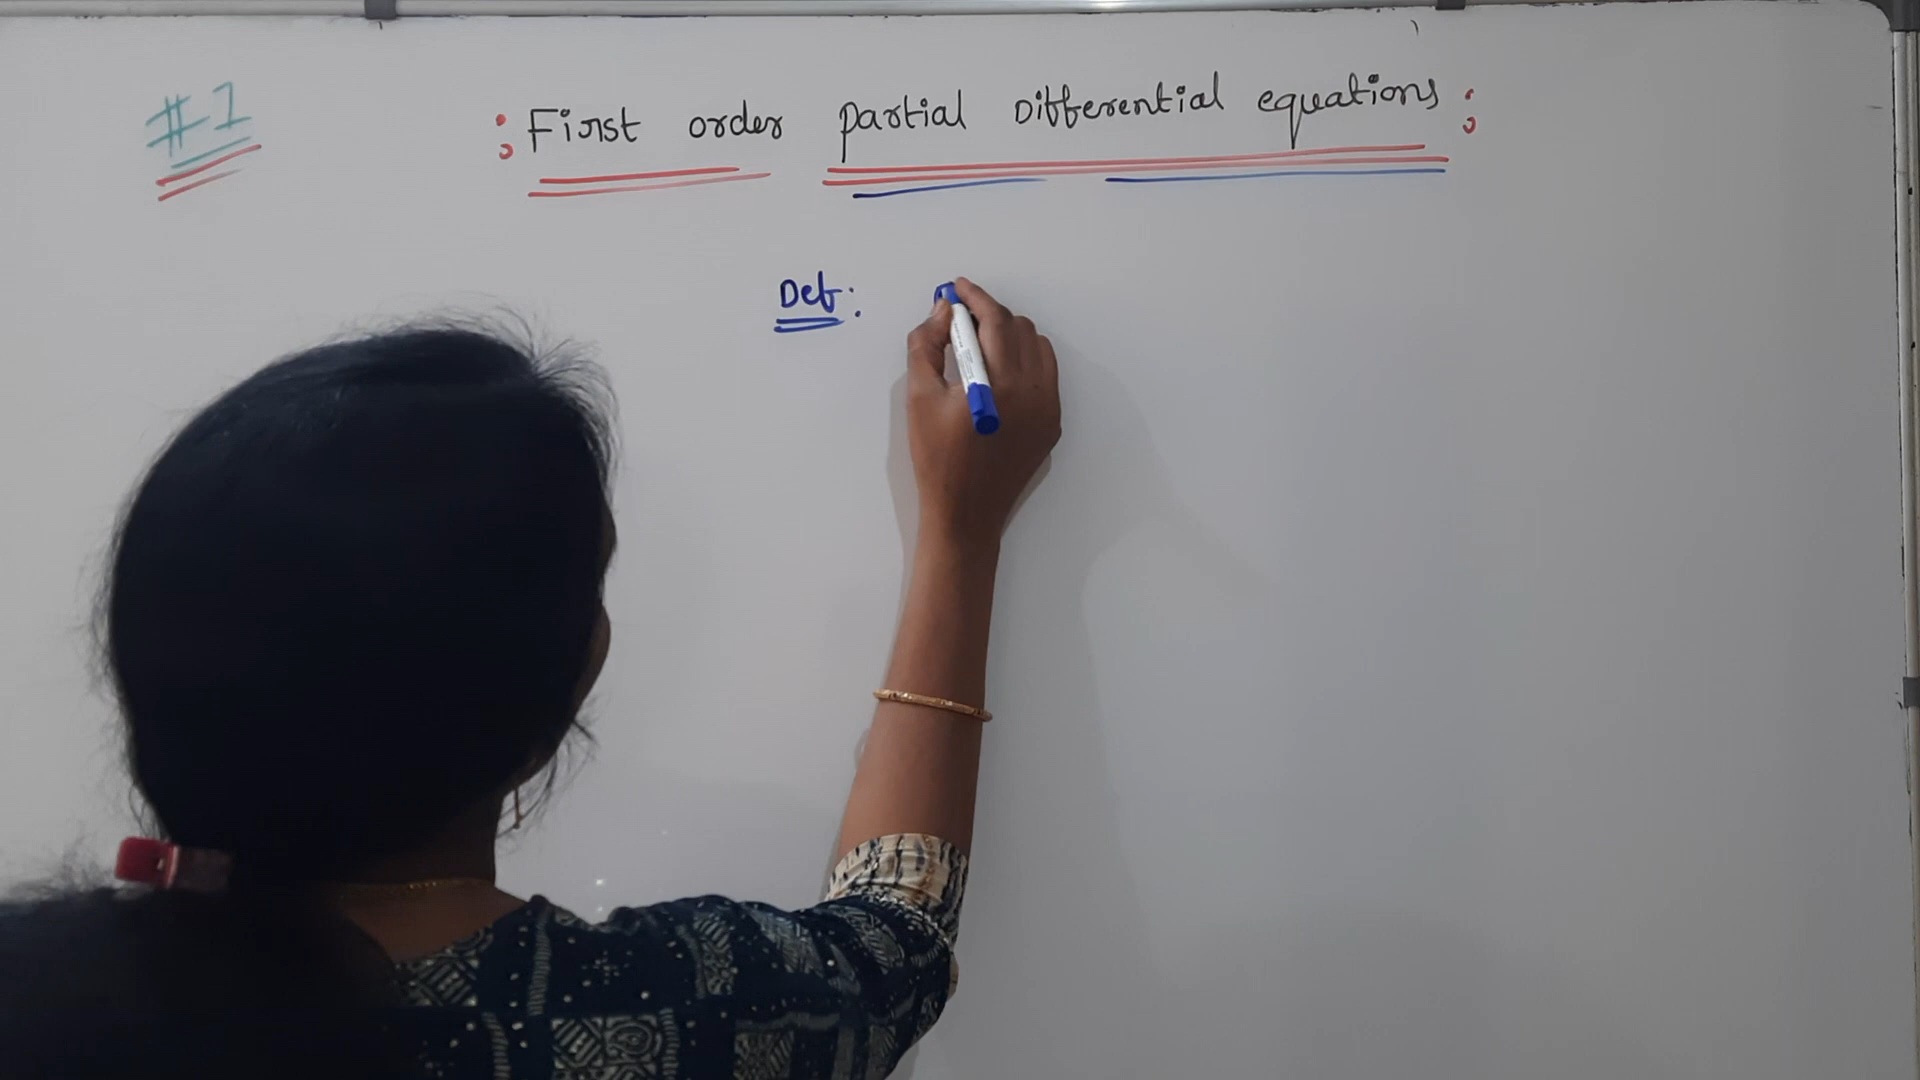 #1
: First order partial Differential equations :
Def: